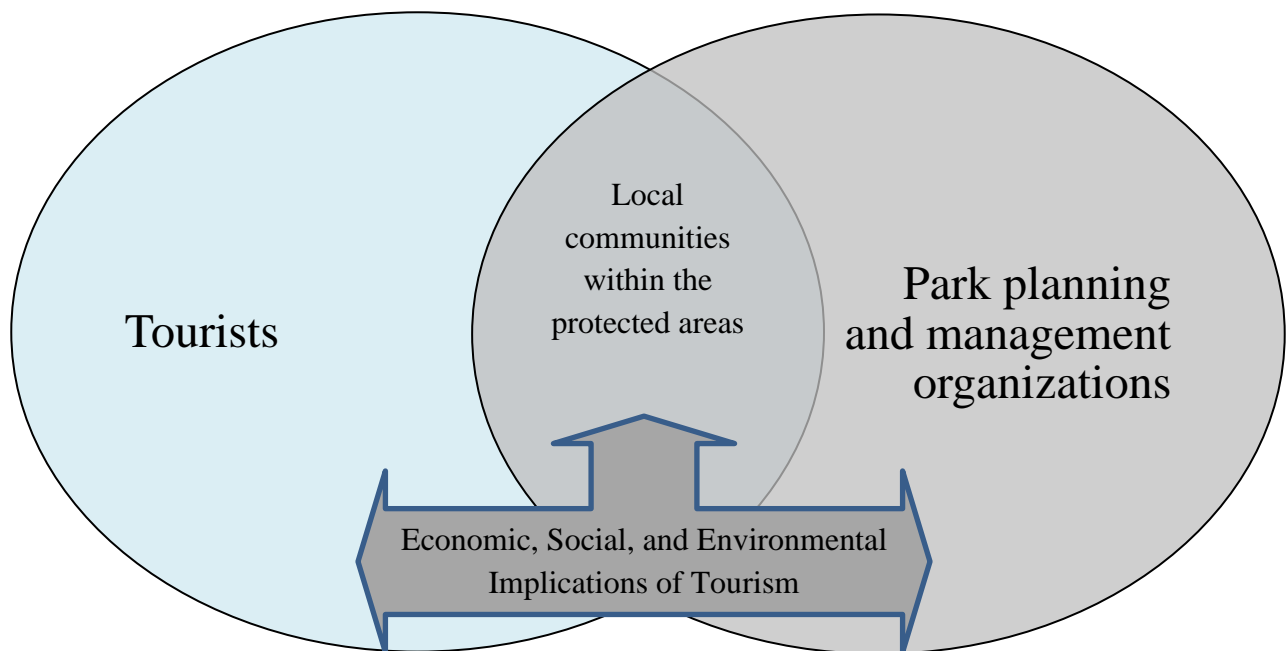 Tourists
Local
communities
within the
protected areas
Park planning
and management
organizations
Economic, Social, and Environmental
Implications of Tourism